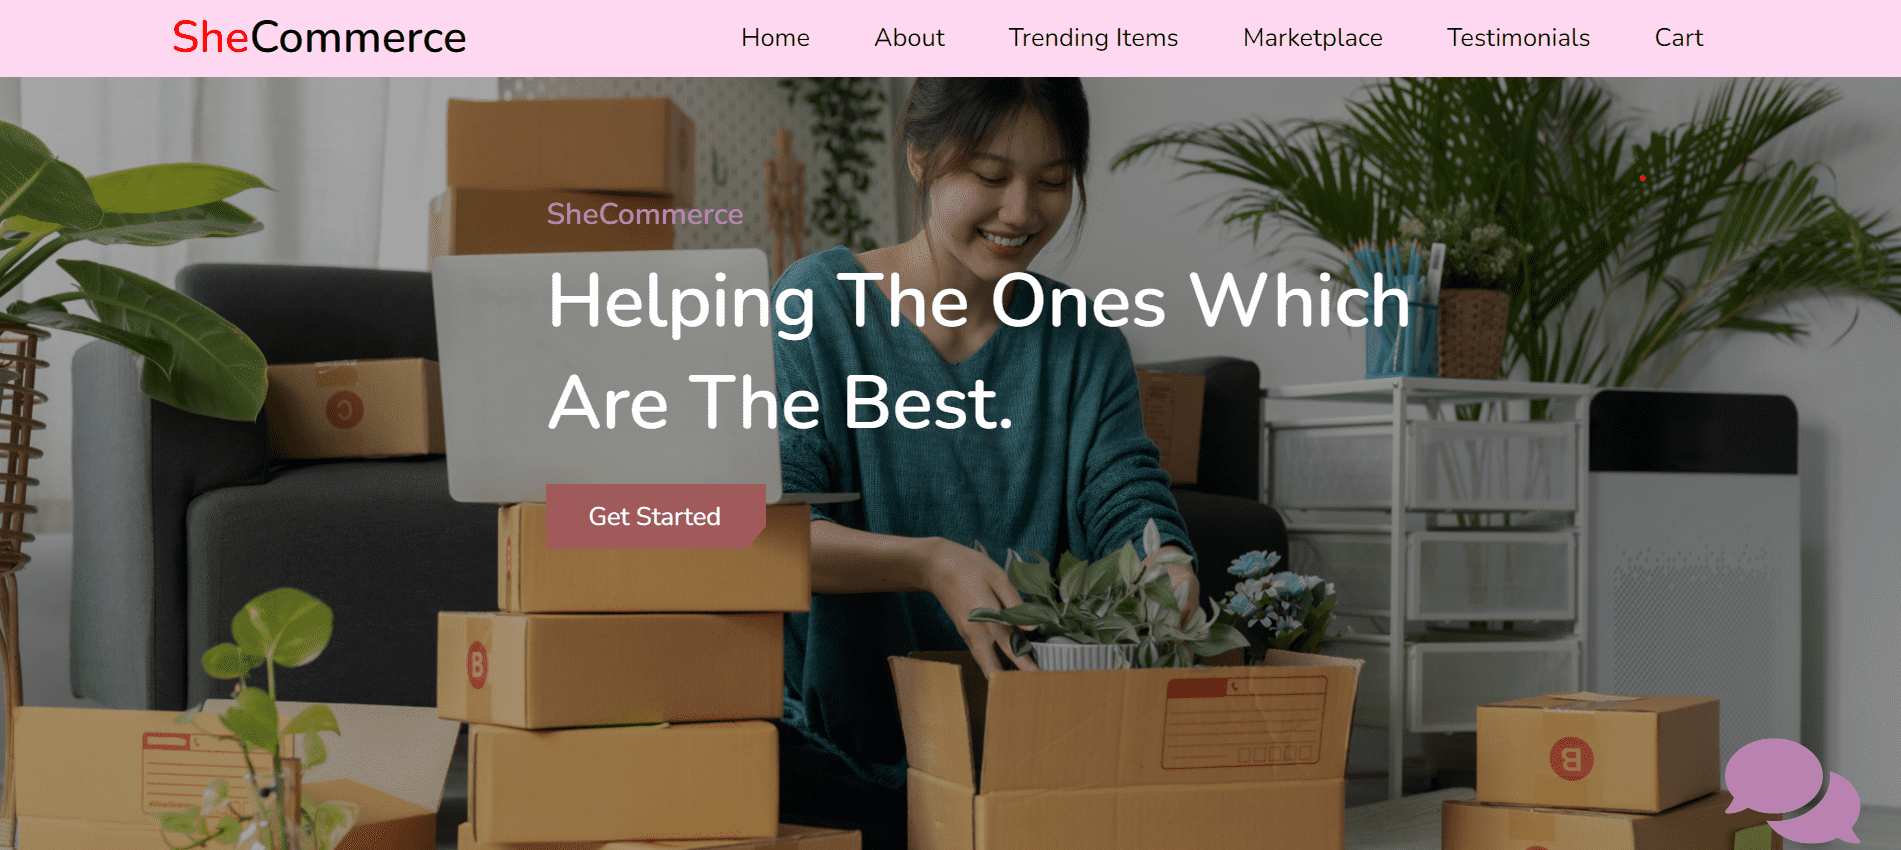 SheCommerce
Home About Trending Items Marketplace Testimonials Cart
SheCommerce
Helping The Ones Which
Are The Best.
Get Started
B
B